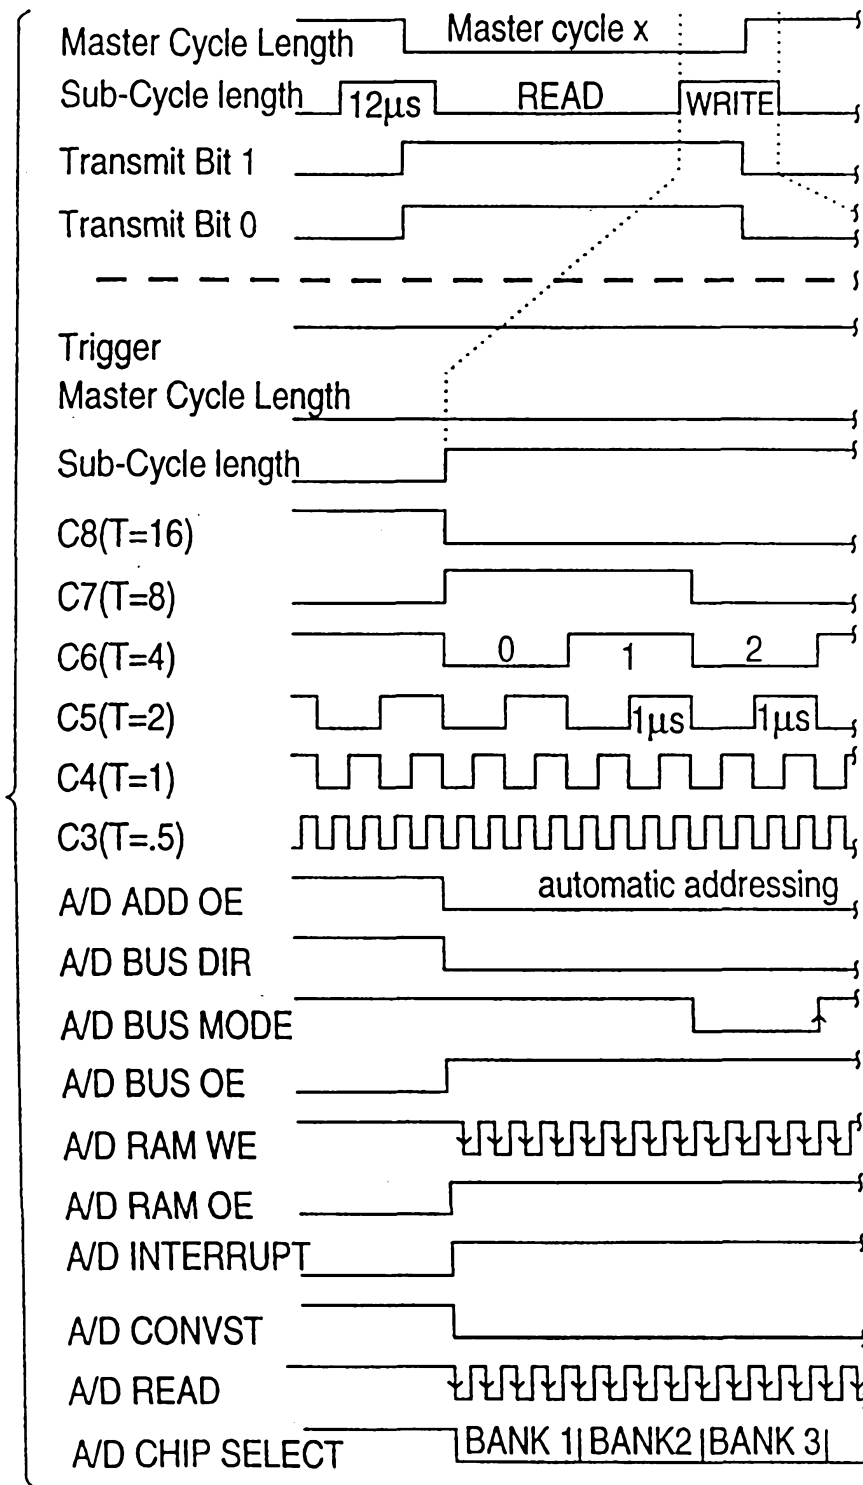 Master Cycle Length Master cycle x
Sub-Cycle length 12µs READ WRITE
Transmit Bit 1
Transmit Bit 0
Trigger
Master Cycle Length
Sub-Cycle length
C8(T=16)
C7(T=8)
C6(T=4) 0 1 2
C5(T=2) 1µs 1µs
C4(T=1)
C3(T=.5)
A/D ADD OE automatic addressing
A/D BUS DIR
A/D BUS MODE
A/D BUS OE
A/D RAM WE
A/D RAM OE
A/D INTERRUPT
A/D CONVST
A/D READ
A/D CHIP SELECT BANK 1 BANK2 BANK 3